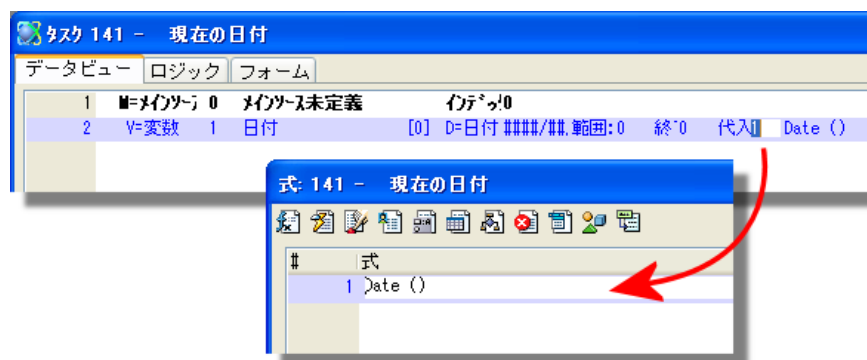 タスク 141 - 現在の日付
データビュー ロジック フォーム
1 M=メインソース 0 メインソース未定義 インデックス:0
2 V=変数 1 日付 [0] D=日付 ####/##. 範囲:0 終:0 代入 Date ()
式: 141 - 現在の日付
# 式
1 Date ()